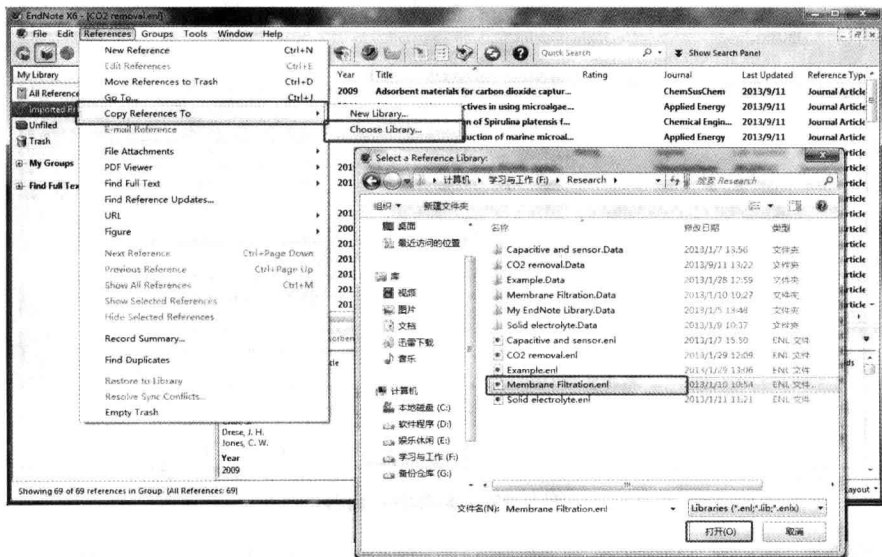 EndNote X6 - [CO2 removal.enl]
File Edit References Groups Tools Window Help
Quick Search
Show Search Panel
My Library
All Reference
Imported Re
Unfiled
Trash
My Groups
Find Full Tex
New Reference Ctrl+N
Edit References Ctrl+E
Move References to Trash Ctrl+D
Go To... Ctrl+J
Copy References To
E-mail Reference
File Attachments
PDF Viewer
Find Full Text
Find Reference Updates...
URL
Figure
Next Reference Ctrl+Page Down
Previous Reference Ctrl+Page Up
Show All References Ctrl+M
Show Selected References
Hide Selected References
Record Summary...
Find Duplicates
Restore to Library
Resolve Sync Conflicts...
Empty Trash
New Library...
Choose Library...
Year Title Rating Journal Last Updated Reference Type
2009 Adsorbent materials for carbon dioxide captur... ChemSusChem 2013/9/11 Journal Article
ctives in using microalgae... Applied Energy 2013/9/11 Journal Article
n of Spirulina platensis f... Chemical Engin... 2013/9/11 Journal Article
uction of marine microal... Applied Energy 2013/9/11 Journal Article
Drese, J. H.
Jones, C. W.
Year
2009
Showing 69 of 69 references in Group. (All References: 69)
Layout
Select a Reference Library:
计算机 学习与工作 (F:) Research
搜索 Research
组织 新建文件夹
桌面
最近访问的位置
库
视频
图片
文档
迅雷下载
音乐
计算机
本地磁盘 (C:)
软件程序 (D:)
娱乐休闲 (E:)
学习与工作 (F:)
备份仓库 (G:)
名称 修改日期 类型
Capacitive and sensor.Data 2013/1/7 13:56 文件夹
CO2 removal.Data 2013/9/11 13:22 文件夹
Example.Data 2013/1/28 12:59 文件夹
Membrane Filtration.Data 2013/1/10 10:27 文件夹
My EndNote Library.Data 2013/1/5 13:48 文件夹
Solid electrolyte.Data 2013/1/9 10:37 文件夹
Capacitive and sensor.enl 2013/1/7 15:30 ENL 文件
CO2 removal.enl 2013/1/29 12:09 ENL 文件
Example.enl 2013/1/29 13:06 ENL 文件
Membrane Filtration.enl 2013/1/10 10:54 ENL 文件
Solid electrolyte.enl 2013/1/11 11:21 ENL 文件
文件名(N): Membrane Filtration.enl
Libraries (*.enl;*.lib;*.enlx)
打开(O) 取消